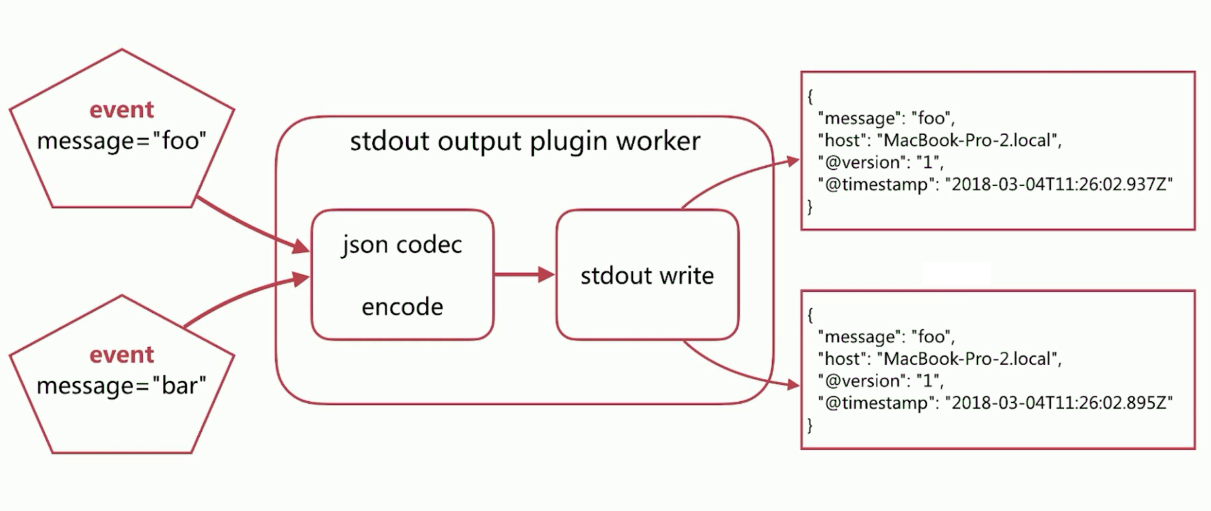 event
message="foo"
stdout output plugin worker
json codec
encode
stdout write
{
"message": "foo",
"host": "MacBook-Pro-2.local",
"@version": "1",
"@timestamp": "2018-03-04T11:26:02.937Z"
}
event
message="bar"
{
"message": "foo",
"host": "MacBook-Pro-2.local",
"@version": "1",
"@timestamp": "2018-03-04T11:26:02.895Z"
}